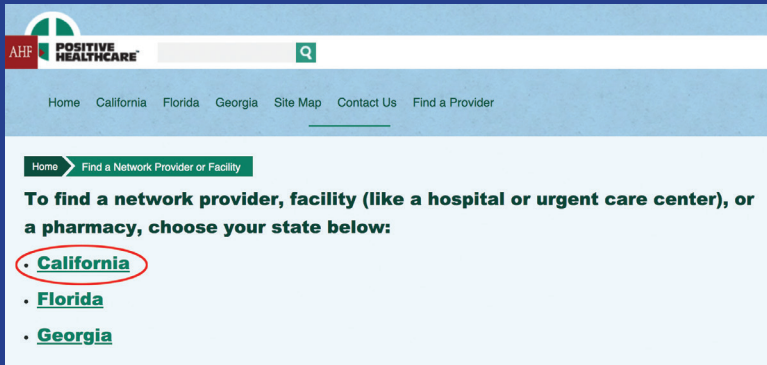 AHF POSITIVE
HEALTHCARE™
Home California Florida Georgia Site Map Contact Us Find a Provider
Home Find a Network Provider or Facility
To find a network provider, facility (like a hospital or urgent care center), or
a pharmacy, choose your state below:
• California
• Florida
• Georgia